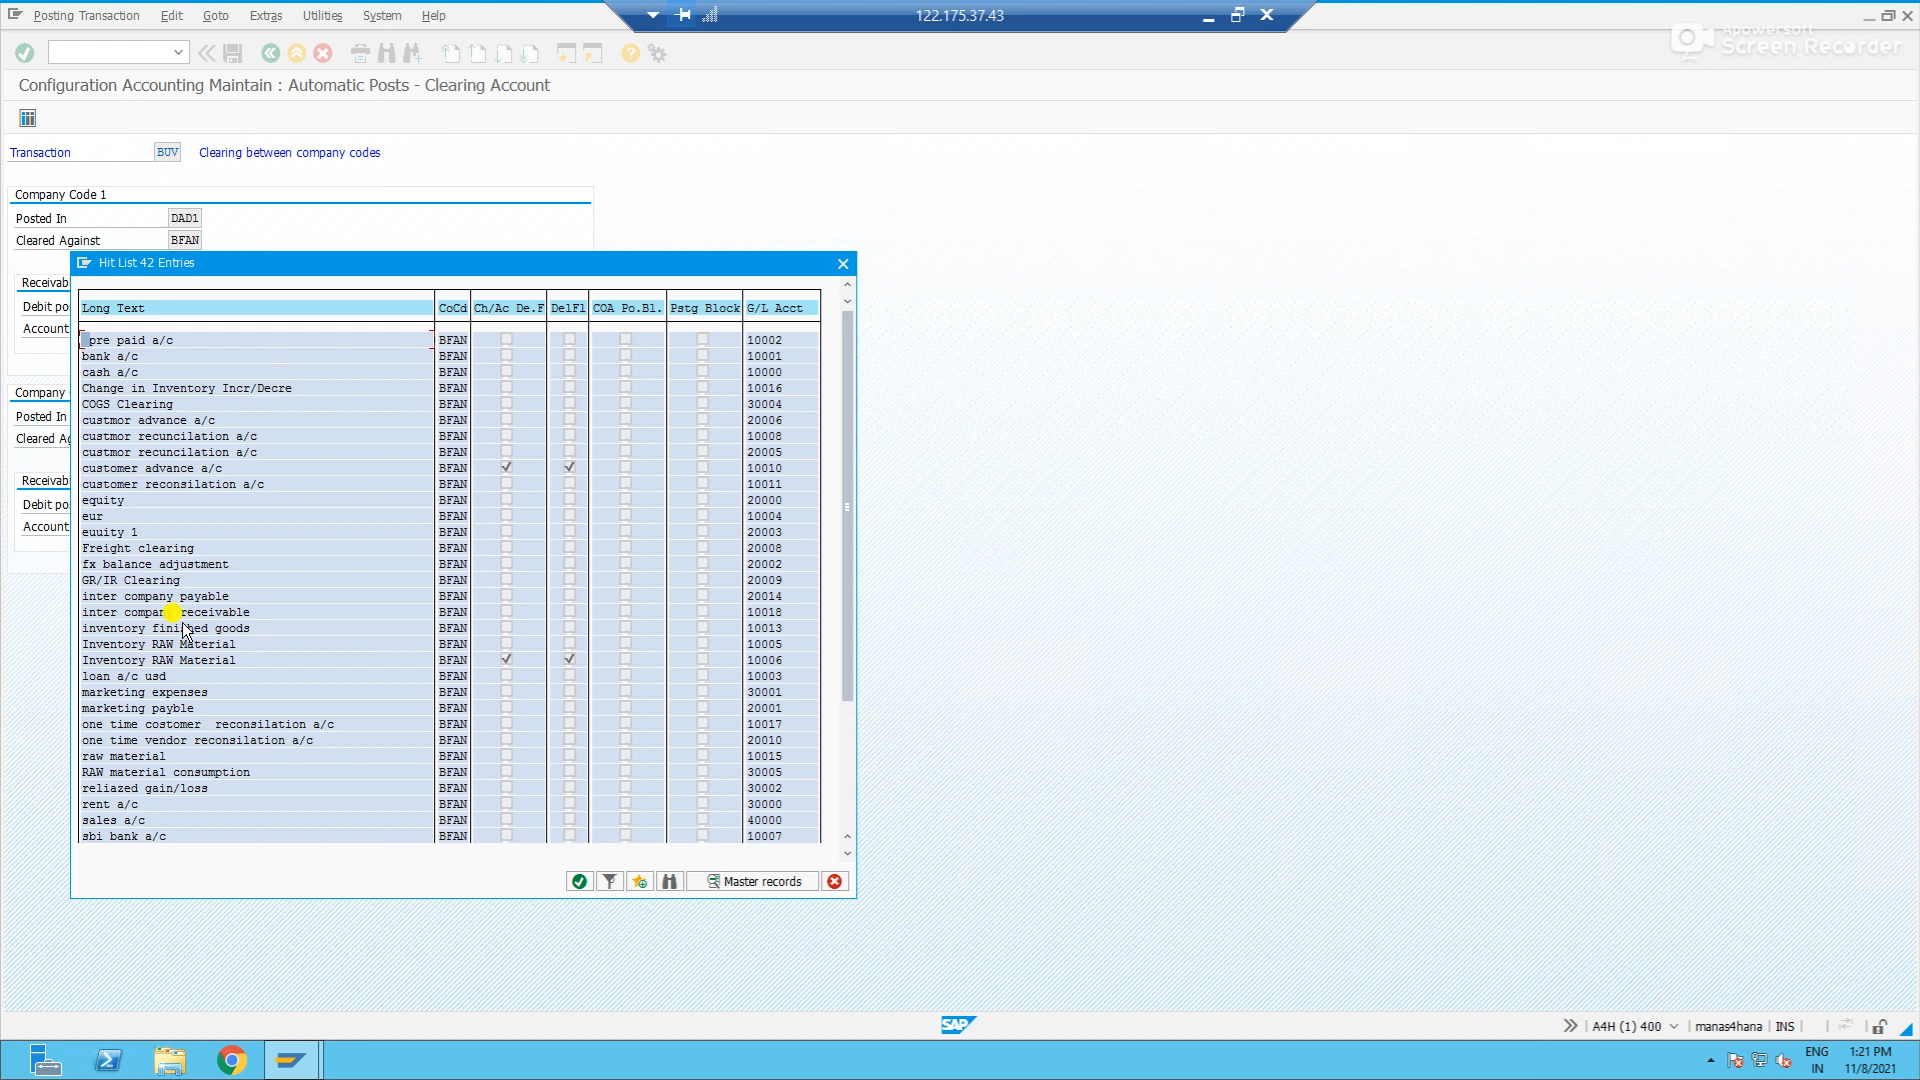 Posting Transaction Edit Goto Extras Utilities System Help
122.175.37.43
Apowersoft
Screen Recorder
Configuration Accounting Maintain : Automatic Posts - Clearing Account
Transaction BUV Clearing between company codes
Company Code 1
Posted In DAD1
Cleared Against BFAN
Hit List 42 Entries
Receivab
Debit po
Account
Company
Posted In
Cleared Ag
Receivab
Debit po
Account
Long Text CoCd Ch/Ac De.F DelFl COA Po.Bl. Pstg Block G/L Acct
pre paid a/c BFAN 10002
bank a/c BFAN 10001
cash a/c BFAN 10000
Change in Inventory Incr/Decre BFAN 10016
COGS Clearing BFAN 30004
custmor advance a/c BFAN 20006
custmor recuncilation a/c BFAN 10008
custmor recuncilation a/c BFAN 20005
customer advance a/c BFAN 10010
customer reconsilation a/c BFAN 10011
equity BFAN 20000
eur BFAN 10004
euuity 1 BFAN 20003
Freight clearing BFAN 20008
fx balance adjustment BFAN 20002
GR/IR Clearing BFAN 20009
inter company payable BFAN 20014
inter company receivable BFAN 10018
inventory finished goods BFAN 10013
Inventory RAW Material BFAN 10005
Inventory RAW Material BFAN 10006
loan a/c usd BFAN 10003
marketing expenses BFAN 30001
marketing payble BFAN 20001
one time costomer  reconsilation a/c BFAN 10017
one time vendor reconsilation a/c BFAN 20010
raw material BFAN 10015
RAW material consumption BFAN 30005
reliazed gain/loss BFAN 30002
rent a/c BFAN 30000
sales a/c BFAN 40000
sbi bank a/c BFAN 10007
Master records
SAP
A4H (1) 400 manas4hana INS
ENG 1:21 PM
IN 11/8/2021